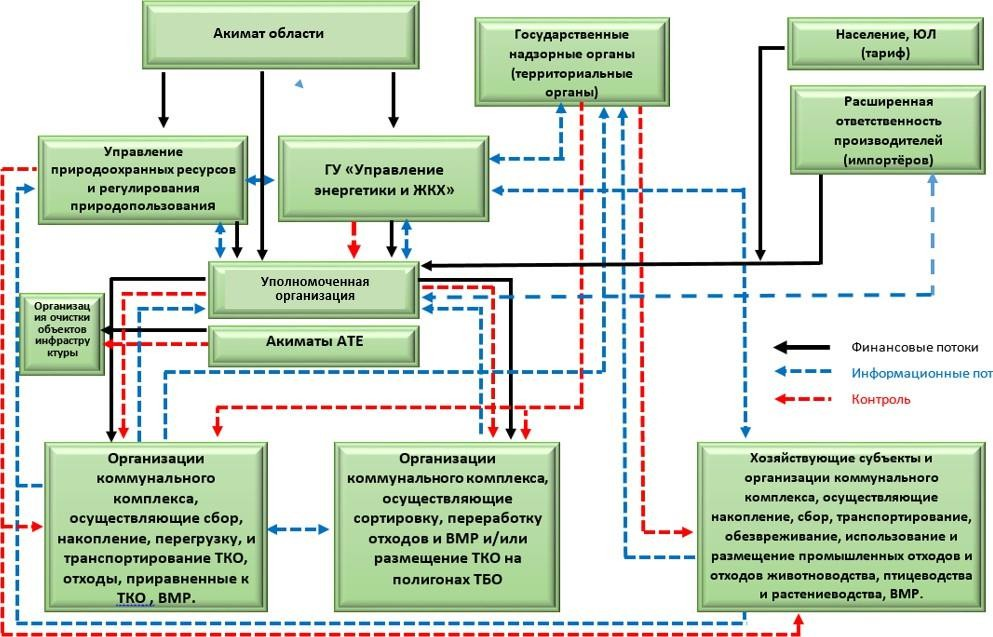 Акимат области
Государственные
надзорные органы
(территориальные
органы)
Население, ЮЛ
(тариф)
Расширенная
ответственность
производителей
(импортёров)
Управление
природоохранных ресурсов
и регулирования
природопользования
ГУ «Управление
энергетики и ЖКХ»
Уполномоченная
организация
Организац
ия очистки
объектов
инфрастру
ктуры
Акиматы АТЕ
Финансовые потоки
Информационные пот
Контроль
Организации
коммунального
комплекса,
осуществляющие сбор,
накопление, перегрузку, и
транспортирование ТКО,
отходы, приравненные к
ТКО , ВМР.
Организации
коммунального комплекса,
осуществляющие
сортировку, переработку
отходов и ВМР и/или
размещение ТКО на
полигонах ТБО
Хозяйствующие субъекты и
организации коммунального
комплекса, осуществляющие
накопление, сбор, транспортирование,
обезвреживание, использование и
размещение промышленных отходов и
отходов животноводства, птицеводства
и растениеводства, ВМР.